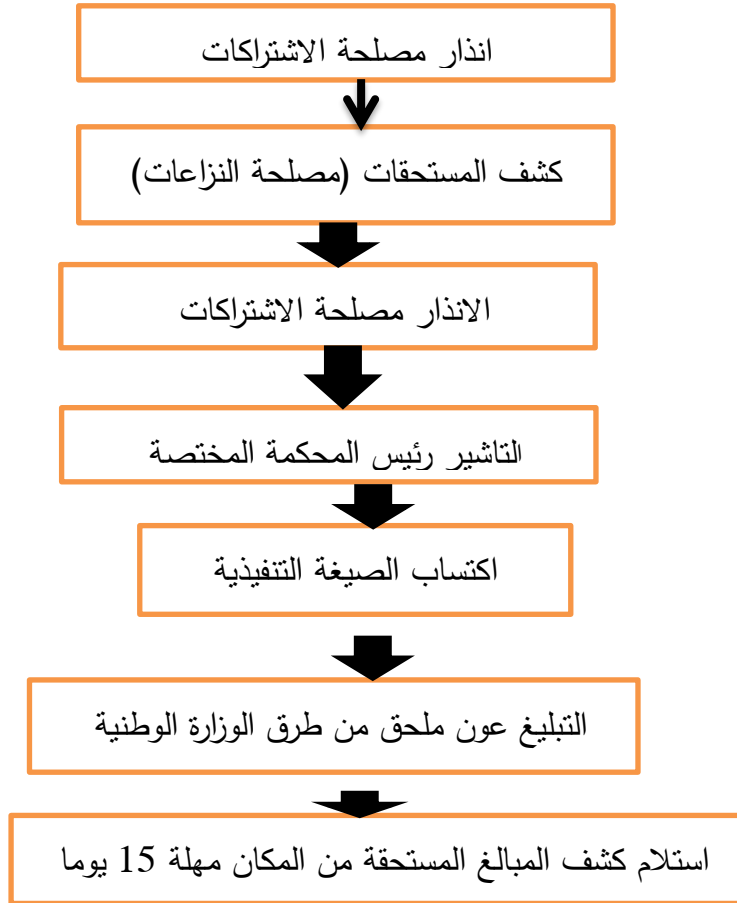 انذار مصلحة الاشتراكات
كشف المستحقات (مصلحة النزاعات)
الانذار مصلحة الاشتراكات
التاشير رئيس المحكمة المختصة
اكتساب الصيغة التنفيذية
التبليغ عون ملحق من طرق الوزارة الوطنية
استلام كشف المبالغ المستحقة من المكان مهلة 15 يوما